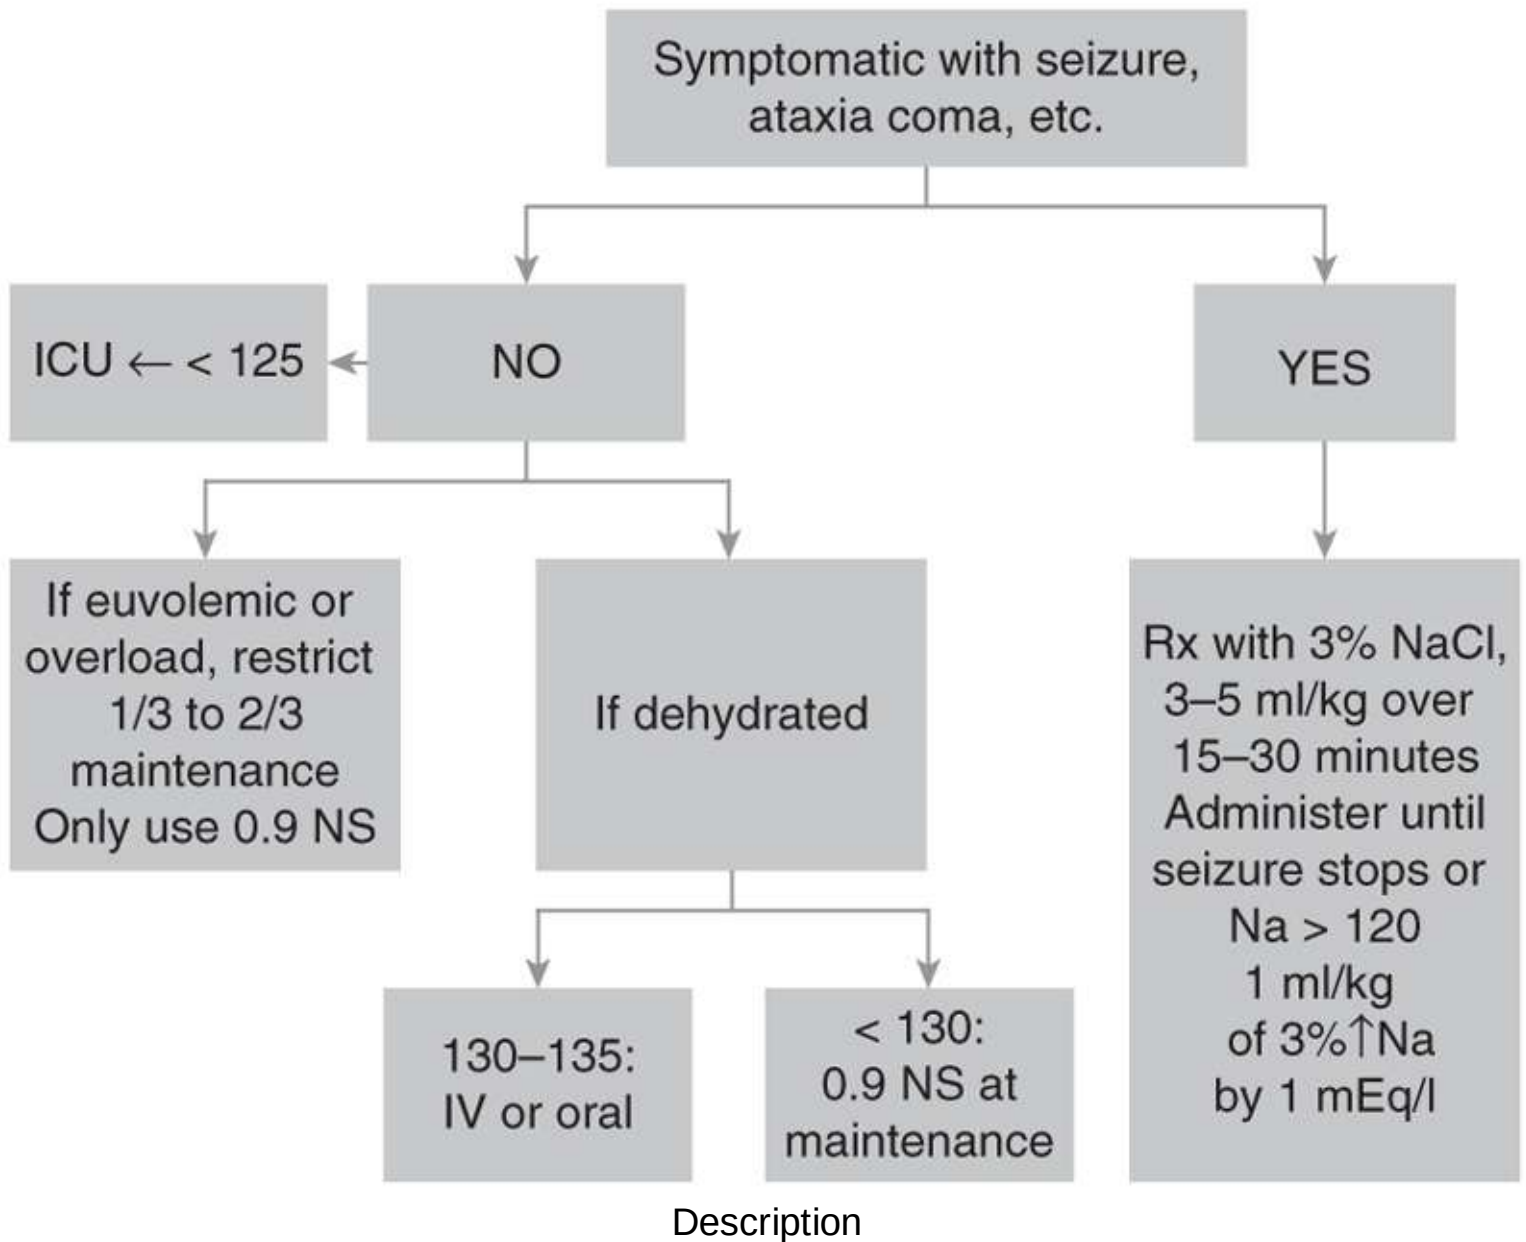 Symptomatic with seizure,
ataxia coma, etc.
ICU ← < 125
NO
YES
If euvolemic or
overload, restrict
1/3 to 2/3
maintenance
Only use 0.9 NS
If dehydrated
Rx with 3% NaCl,
3–5 ml/kg over
15–30 minutes
Administer until
seizure stops or
Na > 120
1 ml/kg
of 3%↑Na
by 1 mEq/l
130–135:
IV or oral
< 130:
0.9 NS at
maintenance
Description